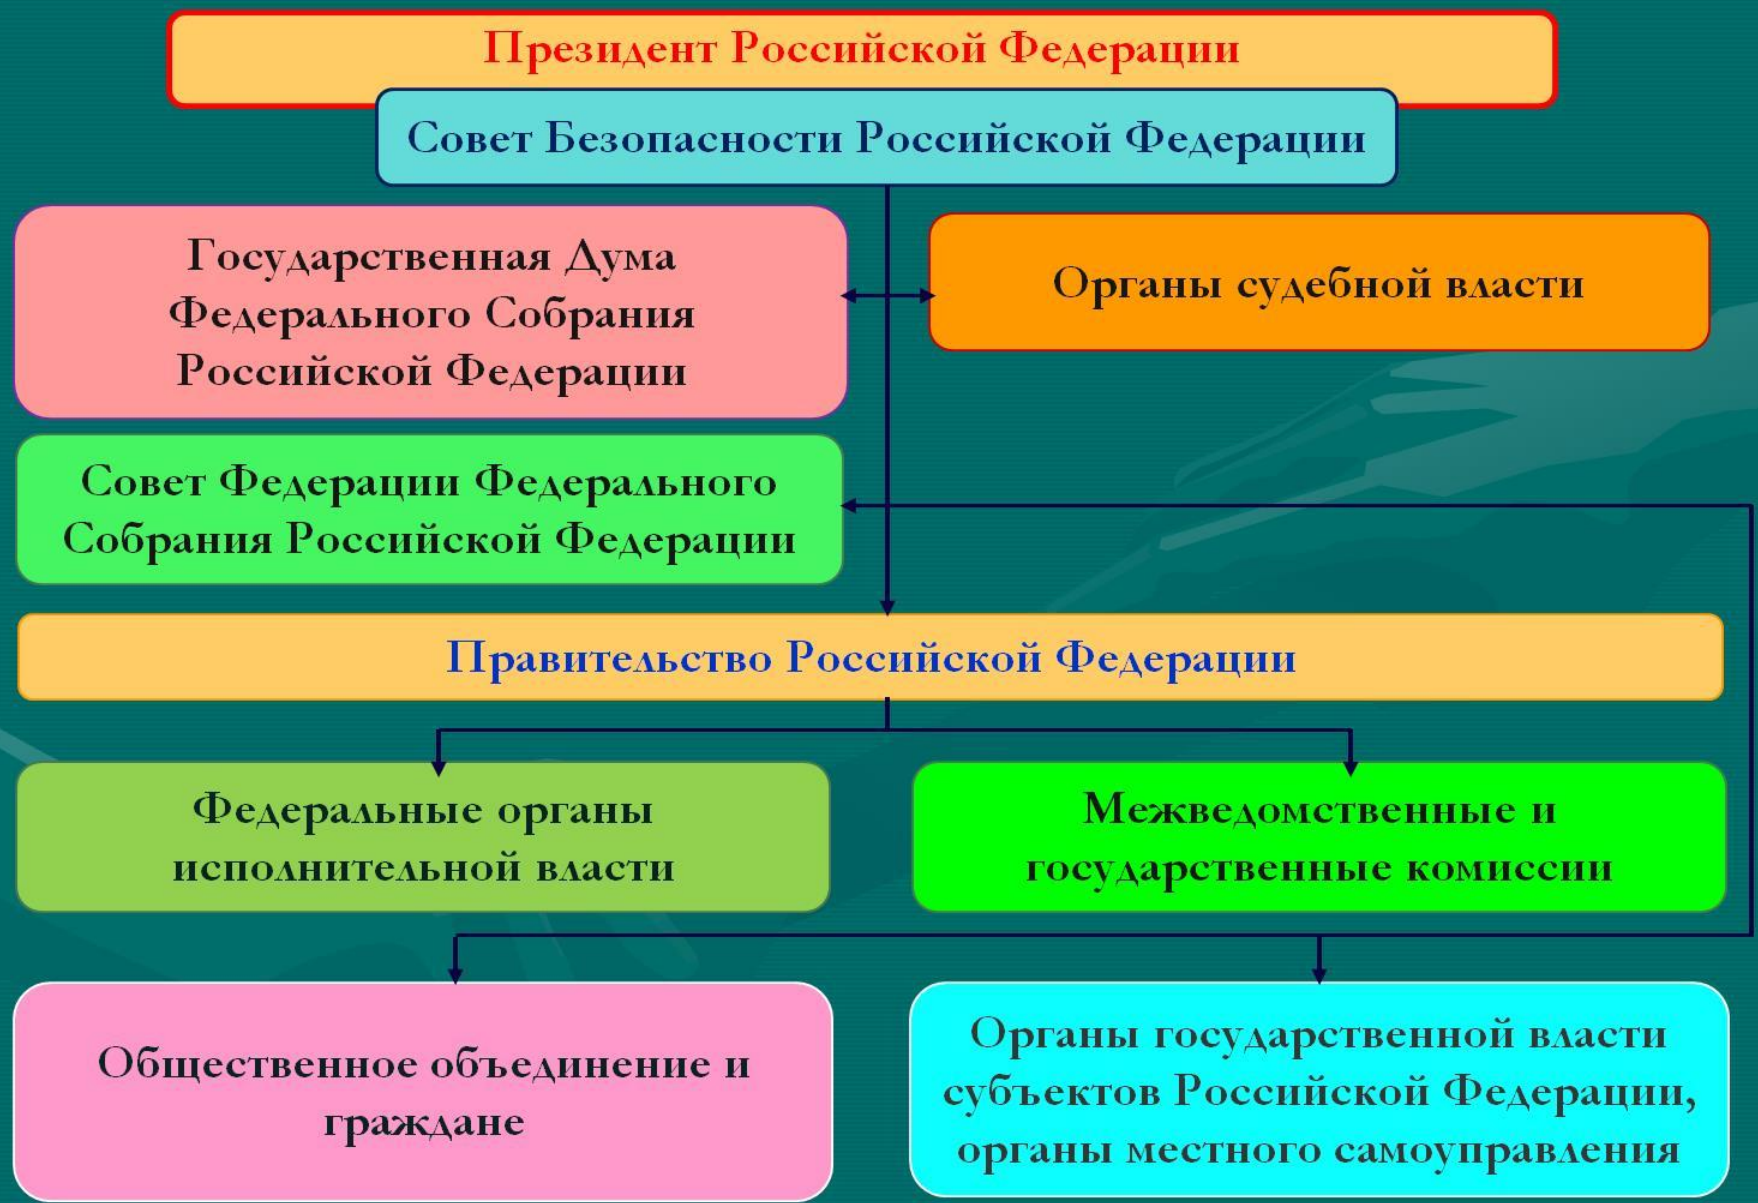 Президент Российской Федерации
Совет Безопасности Российской Федерации
Государственная Дума
Федерального Собрания
Российской Федерации
Органы судебной власти
Совет Федерации Федерального
Собрания Российской Федерации
Правительство Российской Федерации
Федеральные органы
исполнительной власти
Межведомственные и
государственные комиссии
Общественное объединение и
граждане
Органы государственной власти
субъектов Российской Федерации,
органы местного самоуправления